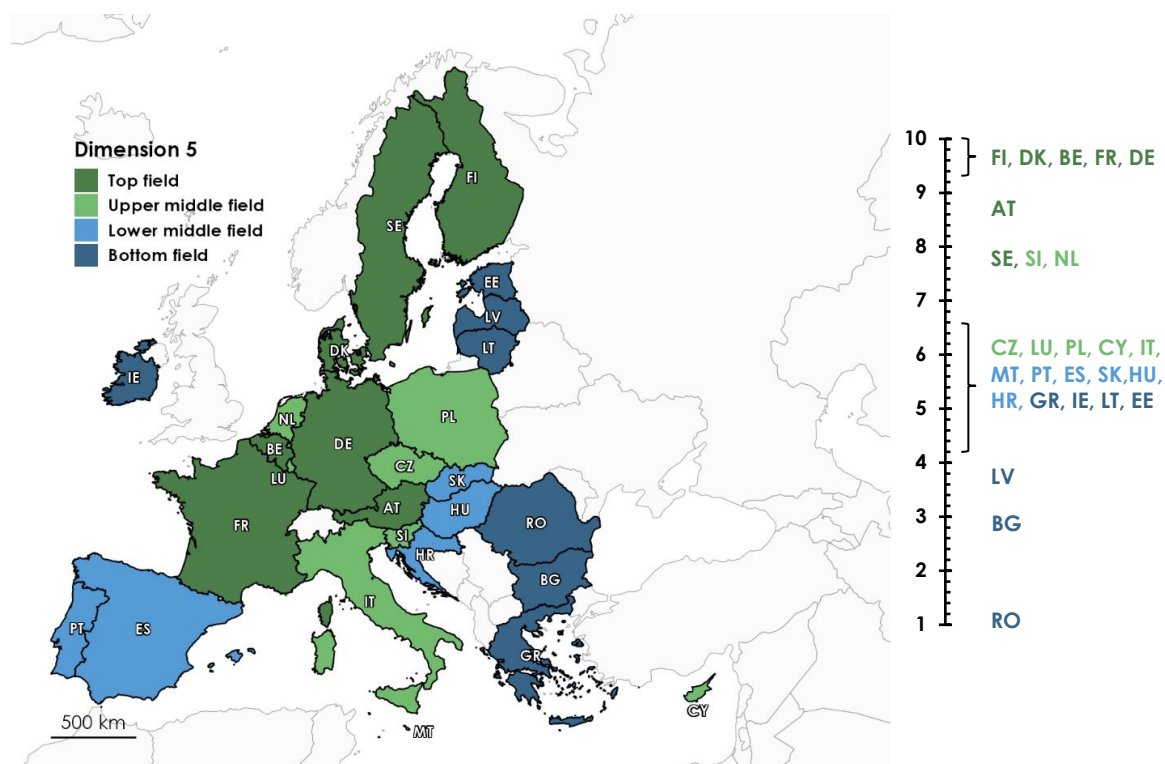 Dimension 5
Top field
Upper middle field
Lower middle field
Bottom field
FI
SE
EE
LV
LT
DK
IE
NL
PL
BE
DE
LU
CZ
SK
FR
AT
HU
RO
SI
HR
BG
IT
PT
ES
GR
CY
MT
500 km
10
9
8
7
6
5
4
3
2
1
FI, DK, BE, FR, DE
AT
SE, SI, NL
CZ, LU, PL, CY, IT,
MT, PT, ES, SK,HU,
HR, GR, IE, LT, EE
LV
BG
RO